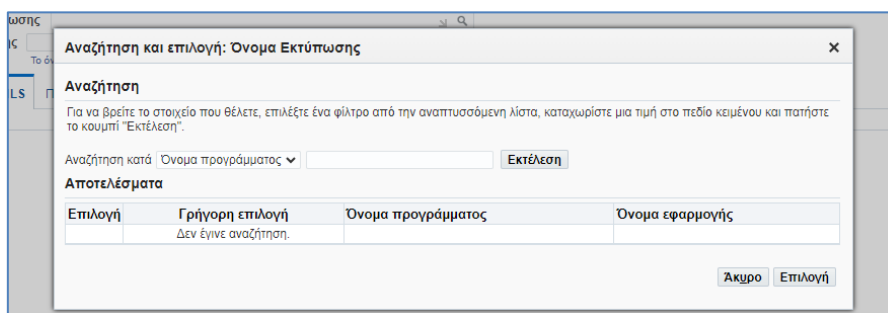 ωσης
ης
Το όν
LS Π
Αναζήτηση και επιλογή: Όνομα Εκτύπωσης
Αναζήτηση
Για να βρείτε το στοιχείο που θέλετε, επιλέξτε ένα φίλτρο από την αναπτυσσόμενη λίστα, καταχωρίστε μια τιμή στο πεδίο κειμένου και πατήστε
το κουμπί "Εκτέλεση".
Αναζήτηση κατά Όνομα προγράμματος Εκτέλεση
Αποτελέσματα
Επιλογή Γρήγορη επιλογή Όνομα προγράμματος Όνομα εφαρμογής
Δεν έγινε αναζήτηση.
Άκυρο Επιλογή